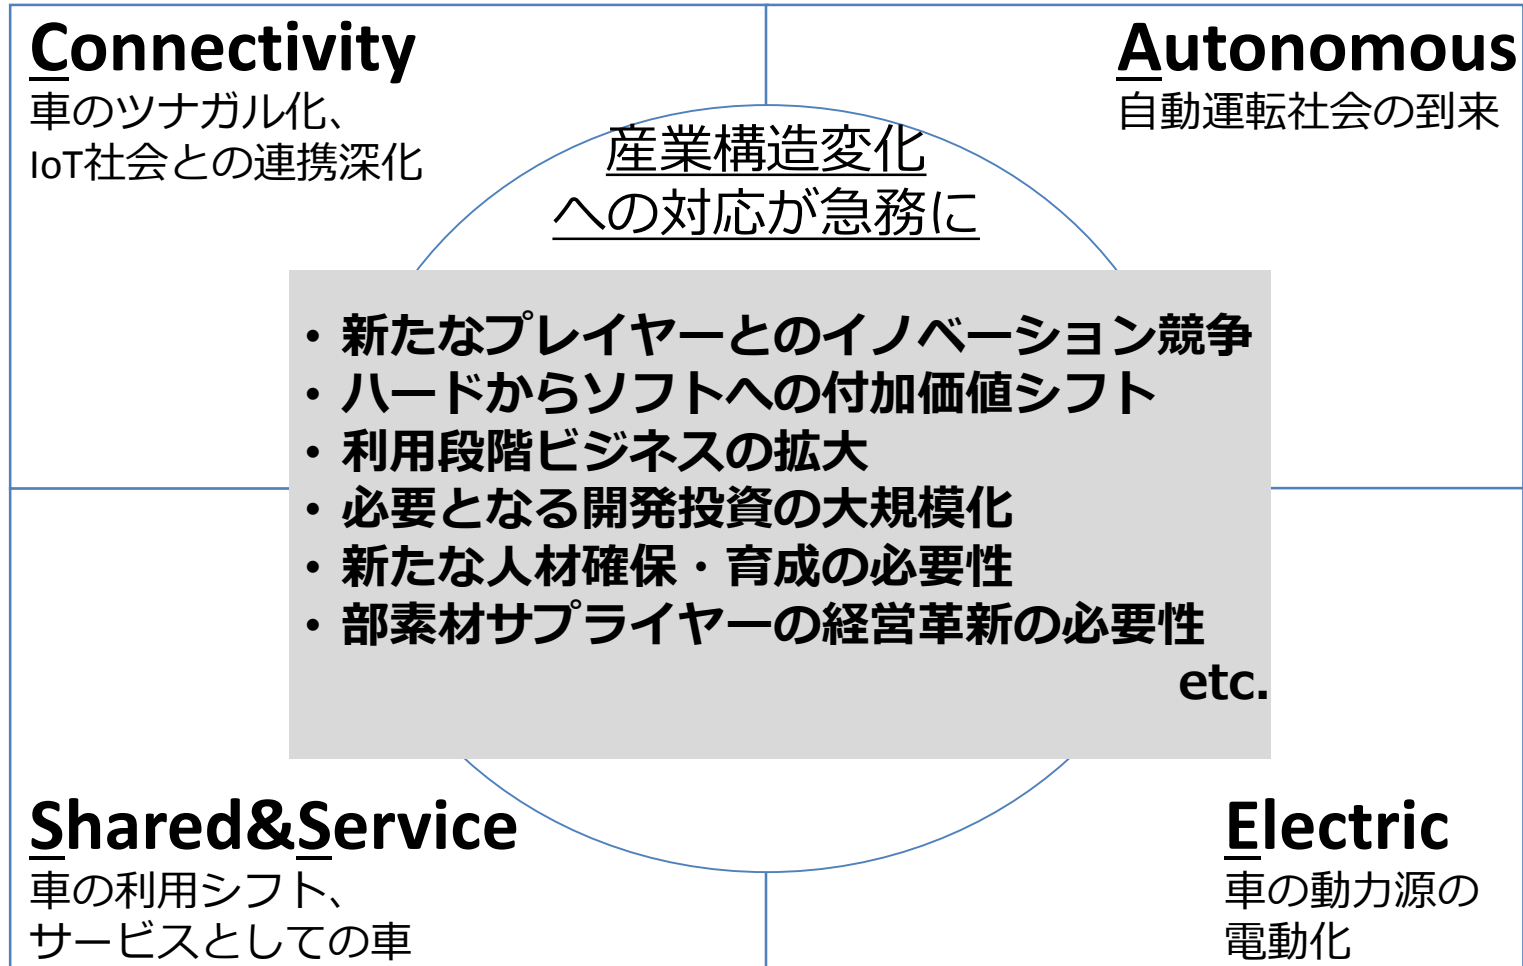 Connectivity
車のツナガル化、
IoT社会との連携深化
Autonomous
自動運転社会の到来
産業構造変化
への対応が急務に
・新たなプレイヤーとのイノベーション競争
・ハードからソフトへの付加価値シフト
・利用段階ビジネスの拡大
・必要となる開発投資の大規模化
・新たな人材確保・育成の必要性
・部素材サプライヤーの経営革新の必要性
etc.
Shared&Service
車の利用シフト、
サービスとしての車
Electric
車の動力源の
電動化